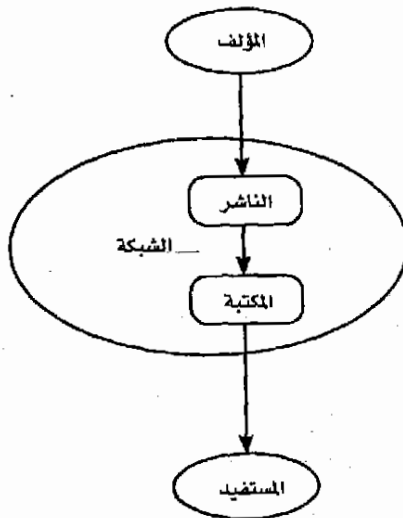 المؤلف
الناشر
الشبكة
المكتبة
المستفيد